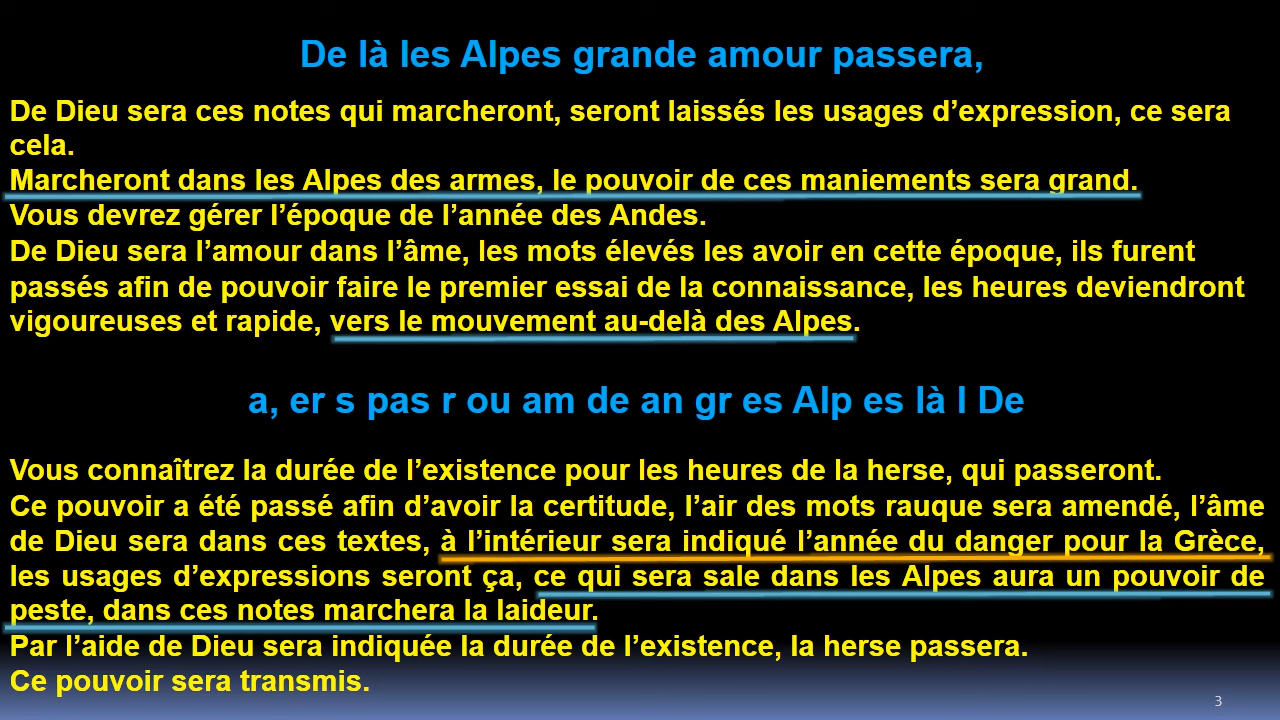 De là les Alpes grande amour passera,
De Dieu sera ces notes qui marcheront, seront laissés les usages d’expression, ce sera
cela.
Marcheront dans les Alpes des armes, le pouvoir de ces maniements sera grand.
Vous devrez gérer l’époque de l’année des Andes.
De Dieu sera l’amour dans l’âme, les mots élevés les avoir en cette époque, ils furent
passés afin de pouvoir faire le premier essai de la connaissance, les heures deviendront
vigoureuses et rapide, vers le mouvement au-delà des Alpes.
a, er s pas r ou am de an gr es Alp es là l De
Vous connaîtrez la durée de l’existence pour les heures de la herse, qui passeront.
Ce pouvoir a été passé afin d’avoir la certitude, l’air des mots rauque sera amendé, l’âme
de Dieu sera dans ces textes, à l’intérieur sera indiqué l’année du danger pour la Grèce,
les usages d’expressions seront ça, ce qui sera sale dans les Alpes aura un pouvoir de
peste, dans ces notes marchera la laideur.
Par l’aide de Dieu sera indiquée la durée de l’existence, la herse passera.
Ce pouvoir sera transmis.
3